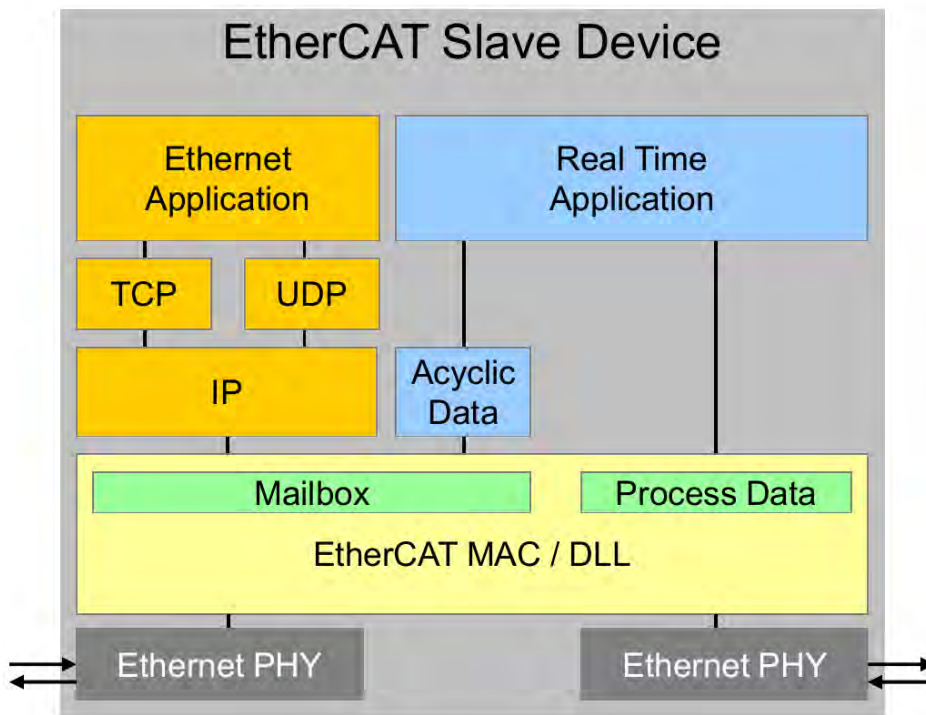 EtherCAT Slave Device
Ethernet
Application
Real Time
Application
TCP
UDP
IP
Acyclic
Data
Mailbox
Process Data
EtherCAT MAC / DLL
Ethernet PHY
Ethernet PHY